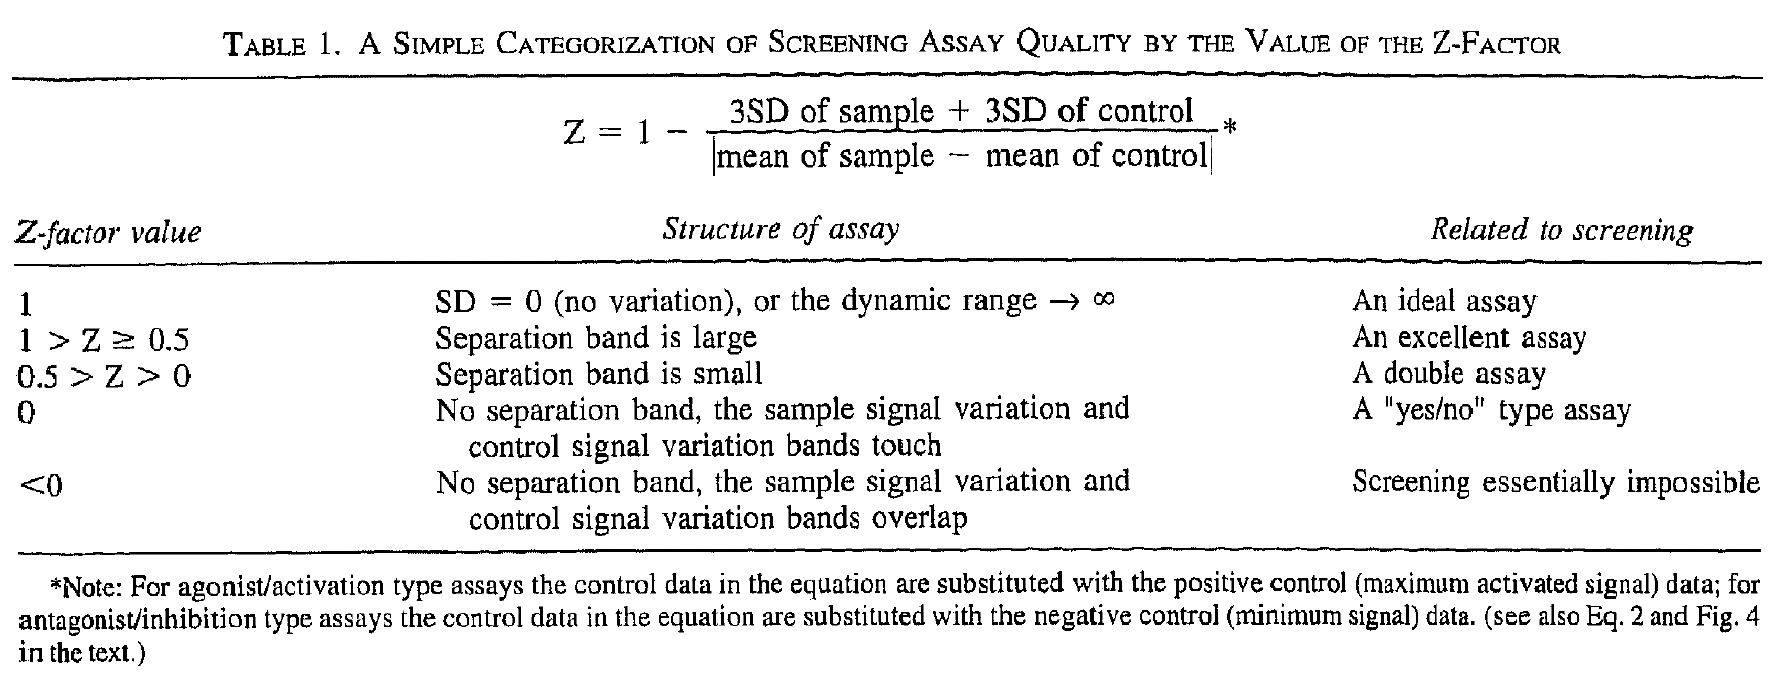 TABLE 1. A SIMPLE CATEGORIZATION OF SCREENING ASSAY QUALITY BY THE VALUE OF THE Z-FACTOR
Z = 1 - (3SD of sample + 3SD of control) / |mean of sample − mean of control| *
Z-factor value Structure of assay Related to screening
1 SD = 0 (no variation), or the dynamic range → ∞ An ideal assay
1 > Z ≥ 0.5 Separation band is large An excellent assay
0.5 > Z > 0 Separation band is small A double assay
0 No separation band, the sample signal variation and A "yes/no" type assay
control signal variation bands touch
<0 No separation band, the sample signal variation and Screening essentially impossible
control signal variation bands overlap
*Note: For agonist/activation type assays the control data in the equation are substituted with the positive control (maximum activated signal) data; for
antagonist/inhibition type assays the control data in the equation are substituted with the negative control (minimum signal) data. (see also Eq. 2 and Fig. 4
in the text.)